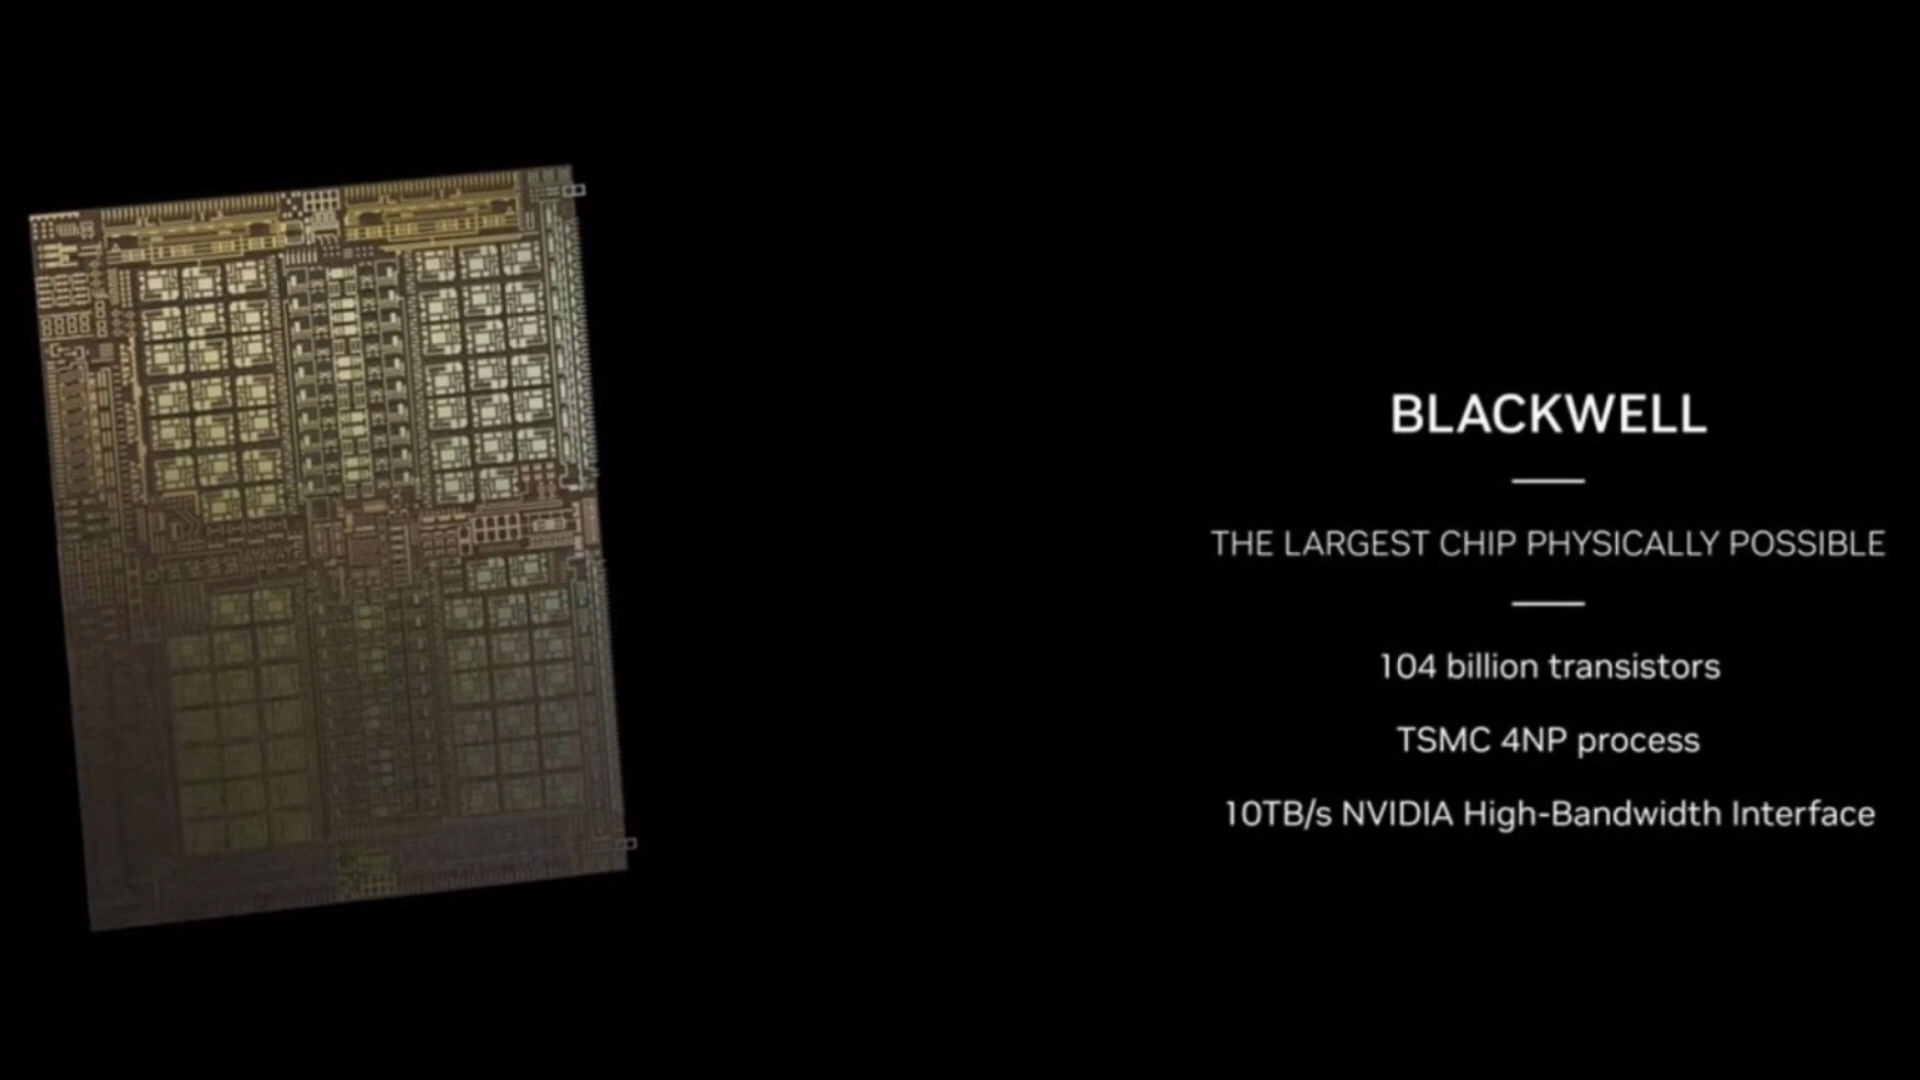 BLACKWELL
THE LARGEST CHIP PHYSICALLY POSSIBLE
104 billion transistors
TSMC 4NP process
10TB/s NVIDIA High-Bandwidth Interface